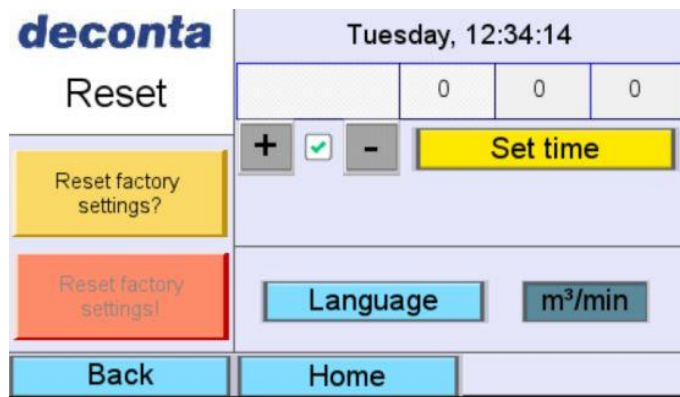 deconta
Tuesday, 12:34:14
Reset
0 0 0
+ -
Set time
Reset factory
settings?
Reset factory
settings!
Language
m³/min
Back
Home